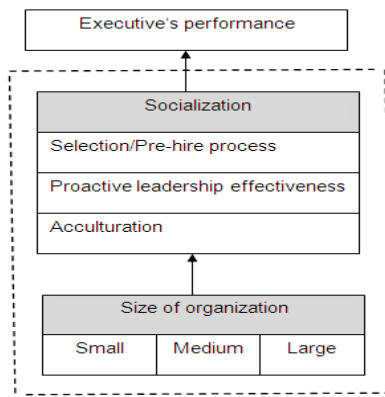 Executive's performance
Socialization
Selection/Pre-hire process
Proactive leadership effectiveness
Acculturation
Size of organization
Small Medium Large